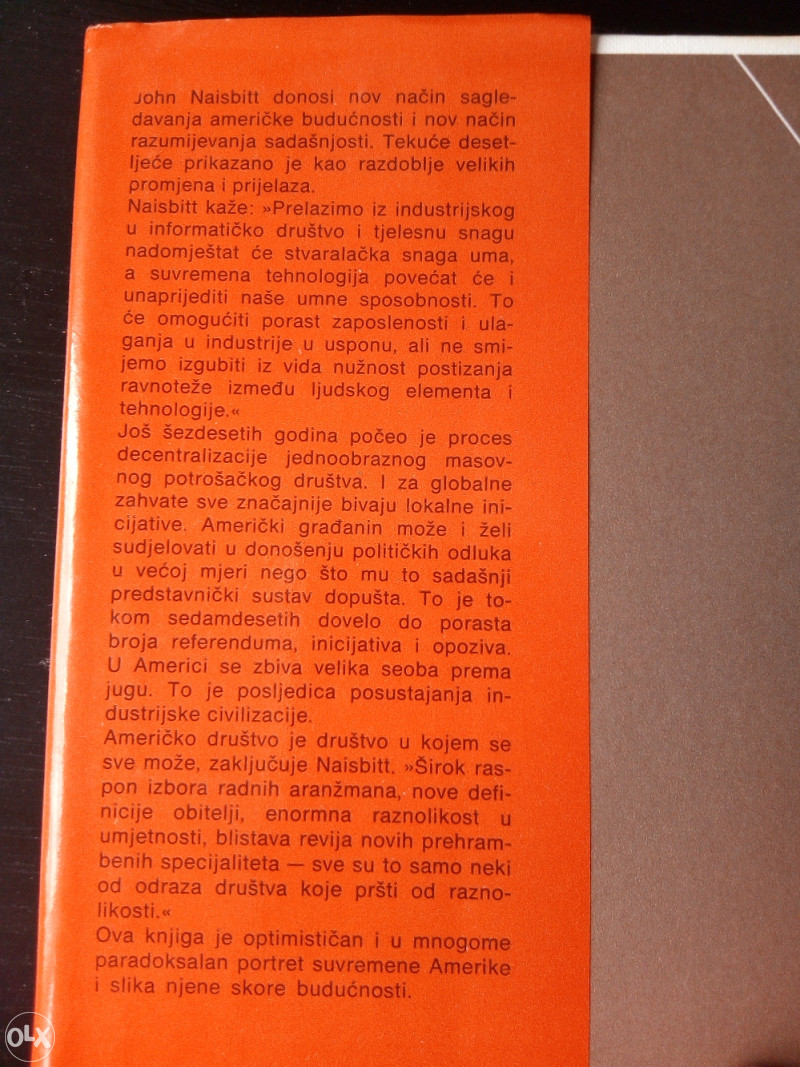 John Naisbitt donosi nov način sagle-
davanja američke budućnosti i nov način
razumijevanja sadašnjosti. Tekuće deset-
ljeće prikazano je kao razdoblje velikih
promjena i prijelaza.
Naisbitt kaže: »Prelazimo iz industrijskog
u informatičko društvo i tjelesnu snagu
nadomještat će stvaralačka snaga uma,
a suvremena tehnologija povećat će i
unaprijediti naše umne sposobnosti. To
će omogućiti porast zaposlenosti i ula-
ganja u industrije u usponu, ali ne smi-
jemo izgubiti iz vida nužnost postizanja
ravnoteže između ljudskog elementa i
tehnologije.«
Još šezdesetih godina počeo je proces
decentralizacije jednoobraznog masov-
nog potrošačkog društva. I za globalne
zahvate sve značajnije bivaju lokalne ini-
cijative. Američki građanin može i želi
sudjelovati u donošenju političkih odluka
u većoj mjeri nego što mu to sadašnji
predstavnički sustav dopušta. To je to-
kom sedamdesetih dovelo do porasta
broja referenduma, inicijativa i opoziva.
U Americi se zbiva velika seoba prema
jugu. To je posljedica posustajanja in-
dustrijske civilizacije.
Američko društvo je društvo u kojem se
sve može, zaključuje Naisbitt. »Širok ras-
pon izbora radnih aranžmana, nove defi-
nicije obitelji, enormna raznolikost u
umjetnosti, blistava revija novih prehram-
benih specijaliteta — sve su to samo neki
od odraza društva koje pršti od razno-
likosti.«
Ova knjiga je optimističan i u mnogome
paradoksalan portret suvremene Amerike
i slika njene skore budućnosti.
OLX